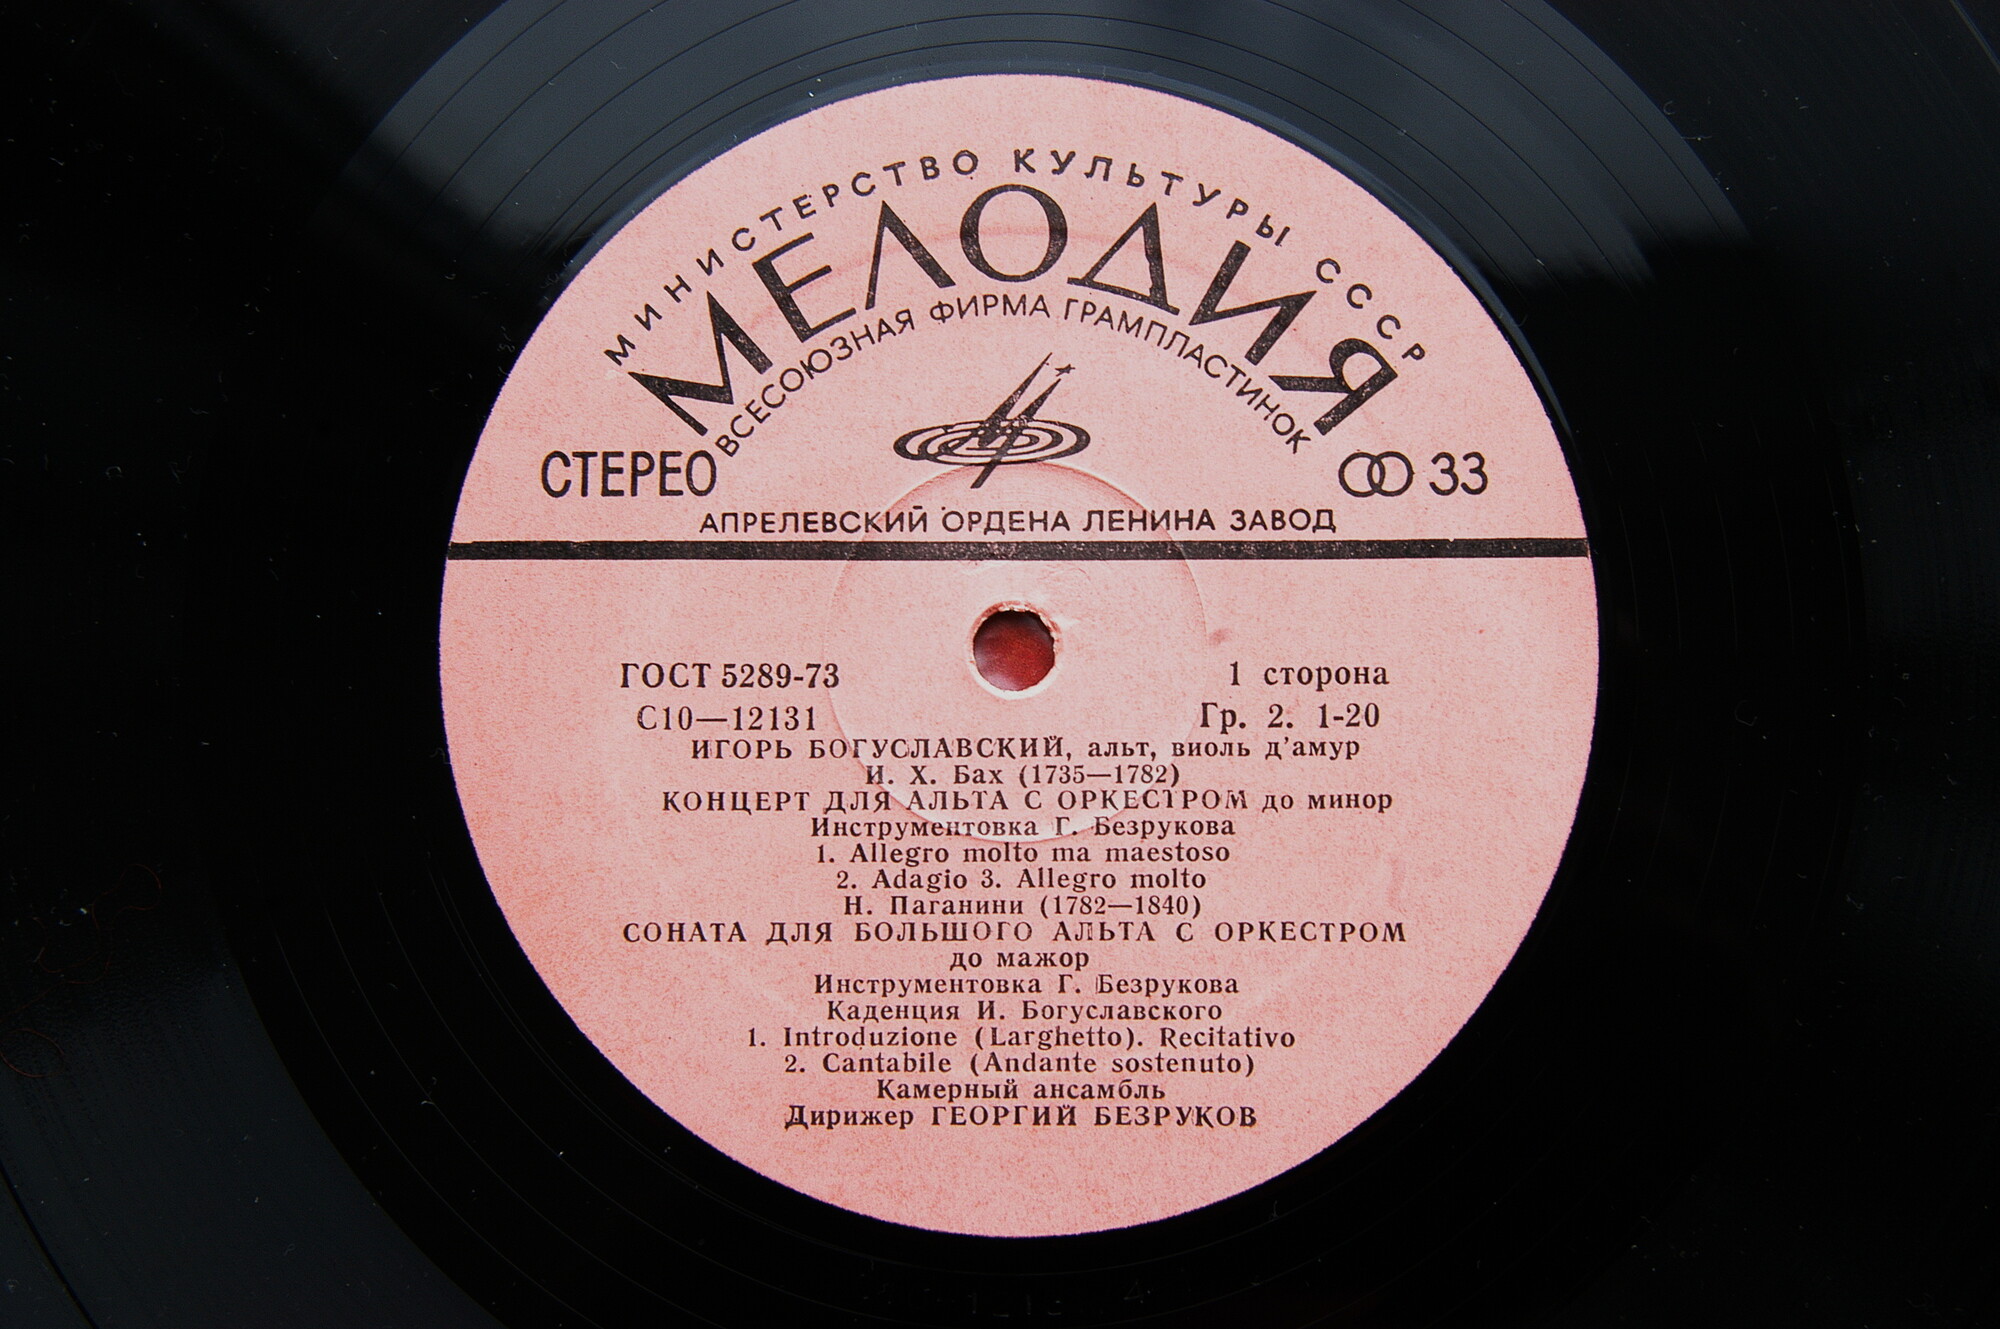 МИНИСТЕРСТВО КУЛЬТУРЫ СССР
МЕЛОДИЯ
ВСЕСОЮЗНАЯ ФИРМА ГРАМПЛАСТИНОК
СТЕРЕО
33
АПРЕЛЕВСКИЙ ОРДЕНА ЛЕНИНА ЗАВОД
ГОСТ 5289-73
1 сторона
С10—12131
Гр. 2. 1-20
ИГОРЬ БОГУСЛАВСКИЙ, альт, виоль д'амур
И. Х. Бах (1735—1782)
КОНЦЕРТ ДЛЯ АЛЬТА С ОРКЕСТРОМ до минор
Инструментовка Г. Безрукова
1. Allegro molto ma maestoso
2. Adagio 3. Allegro molto
Н. Паганини (1782—1840)
СОНАТА ДЛЯ БОЛЬШОГО АЛЬТА С ОРКЕСТРОМ
до мажор
Инструментовка Г. Безрукова
Каденция И. Богуславского
1. Introduzione (Larghetto). Recitativo
2. Cantabile (Andante sostenuto)
Камерный ансамбль
Дирижер ГЕОРГИЙ БЕЗРУКОВ